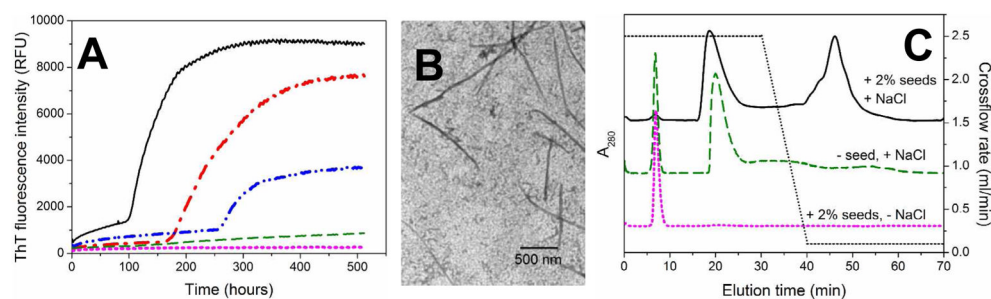 A
ThT fluorescence intensity (RFU)
10000
8000
6000
4000
2000
0
0 100 200 300 400 500
Time (hours)
B
500 nm
C
A280
+ 2% seeds
+ NaCl
- seed, + NaCl
+ 2% seeds, - NaCl
2.5
2.0
1.5
1.0
0.5
0.0
Crossflow rate (ml/min)
0 10 20 30 40 50 60 70
Elution time (min)